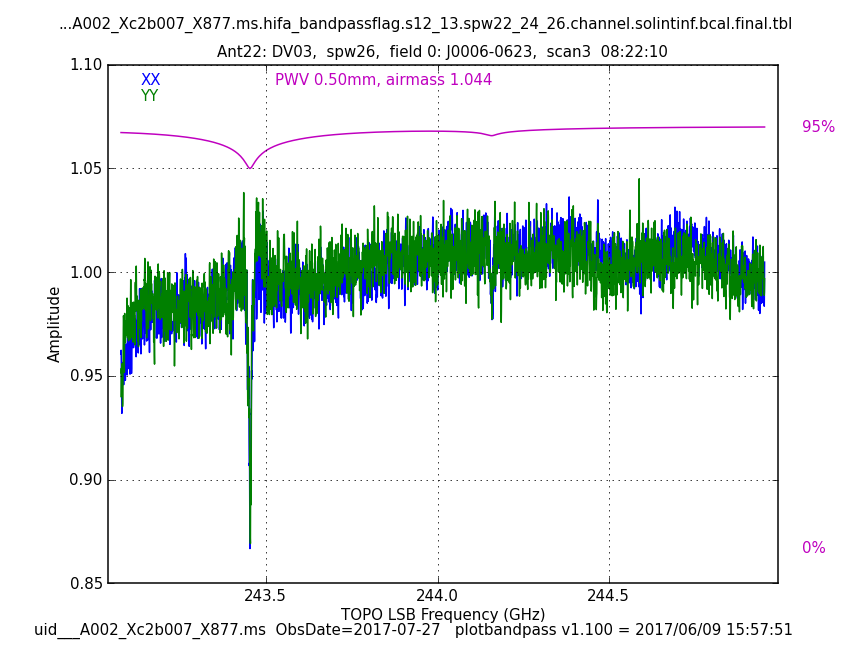 ...A002_Xc2b007_X877.ms.hifa_bandpassflag.s12_13.spw22_24_26.channel.solintinf.bcal.final.tbl
Ant22: DV03,  spw26,  field 0: J0006-0623,  scan3  08:22:10
1.10
XX
PWV 0.50mm, airmass 1.044
YY
95%
1.05
1.00
Amplitude
0.95
0.90
0%
0.85
243.5 244.0 244.5
TOPO LSB Frequency (GHz)
uid___A002_Xc2b007_X877.ms  ObsDate=2017-07-27   plotbandpass v1.100 = 2017/06/09 15:57:51